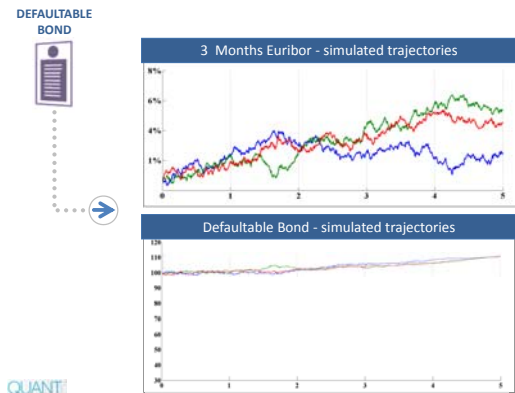 DEFAULTABLE
BOND
3 Months Euribor - simulated trajectories
8%
6%
4%
1%
0 1 2 3 4 5
Defaultable Bond - simulated trajectories
120
110
100
90
80
70
60
50
40
30
0 1 2 3 4 5
QUANT